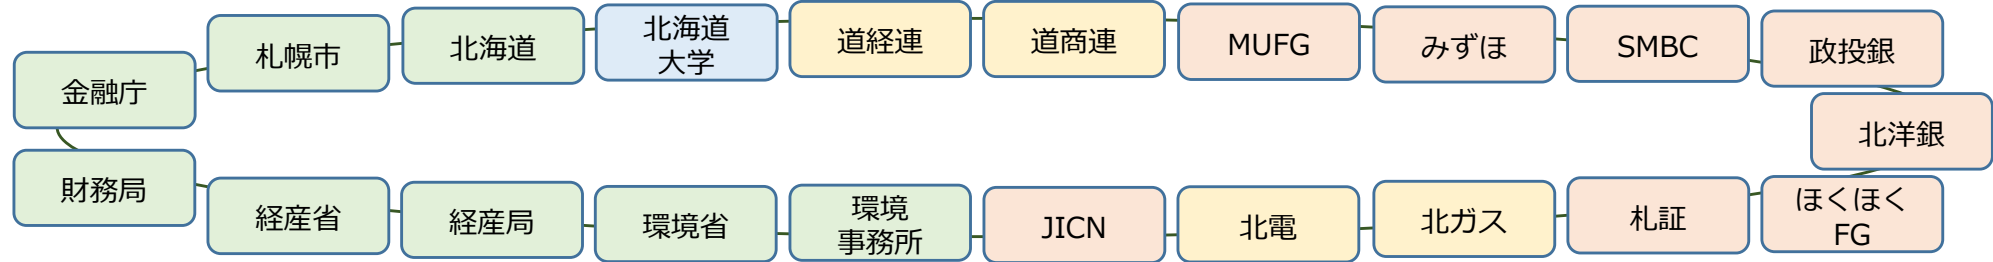 金融庁
札幌市
北海道
北海道
大学
道経連
道商連
MUFG
みずほ
SMBC
政投銀
北洋銀
財務局
経産省
経産局
環境省
環境
事務所
JICN
北電
北ガス
札証
ほくほく
FG